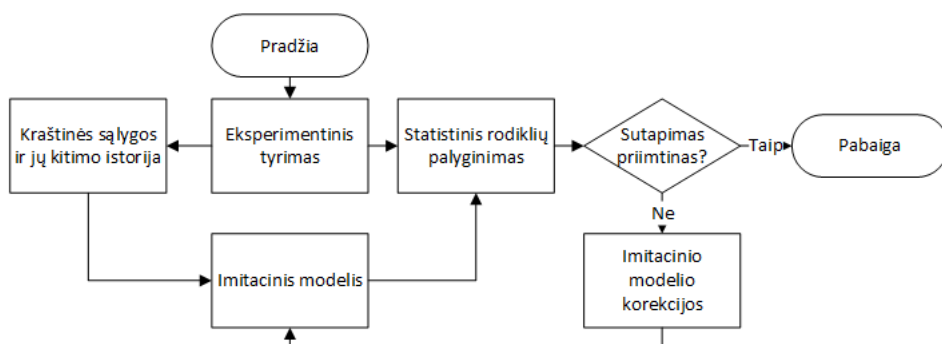 Pradžia
Kraštinės sąlygos
ir jų kitimo istorija
Eksperimentinis
tyrimas
Statistinis rodiklių
palyginimas
Sutapimas
priimtinas?
Taip
Pabaiga
Ne
Imitacinis modelis
Imitacinio
modelio
korekcijos